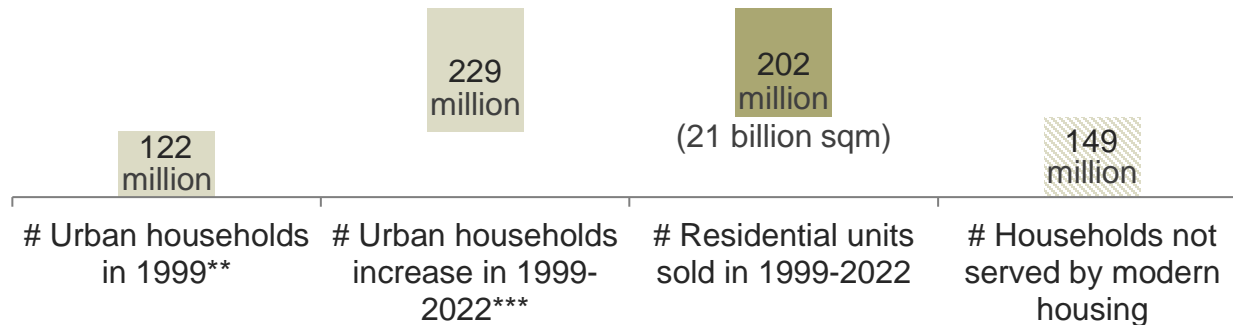 122
million
229
million
202
million
(21 billion sqm)
149
million
# Urban households
in 1999**
# Urban households
increase in 1999-
2022***
# Residential units
sold in 1999-2022
# Households not
served by modern
housing